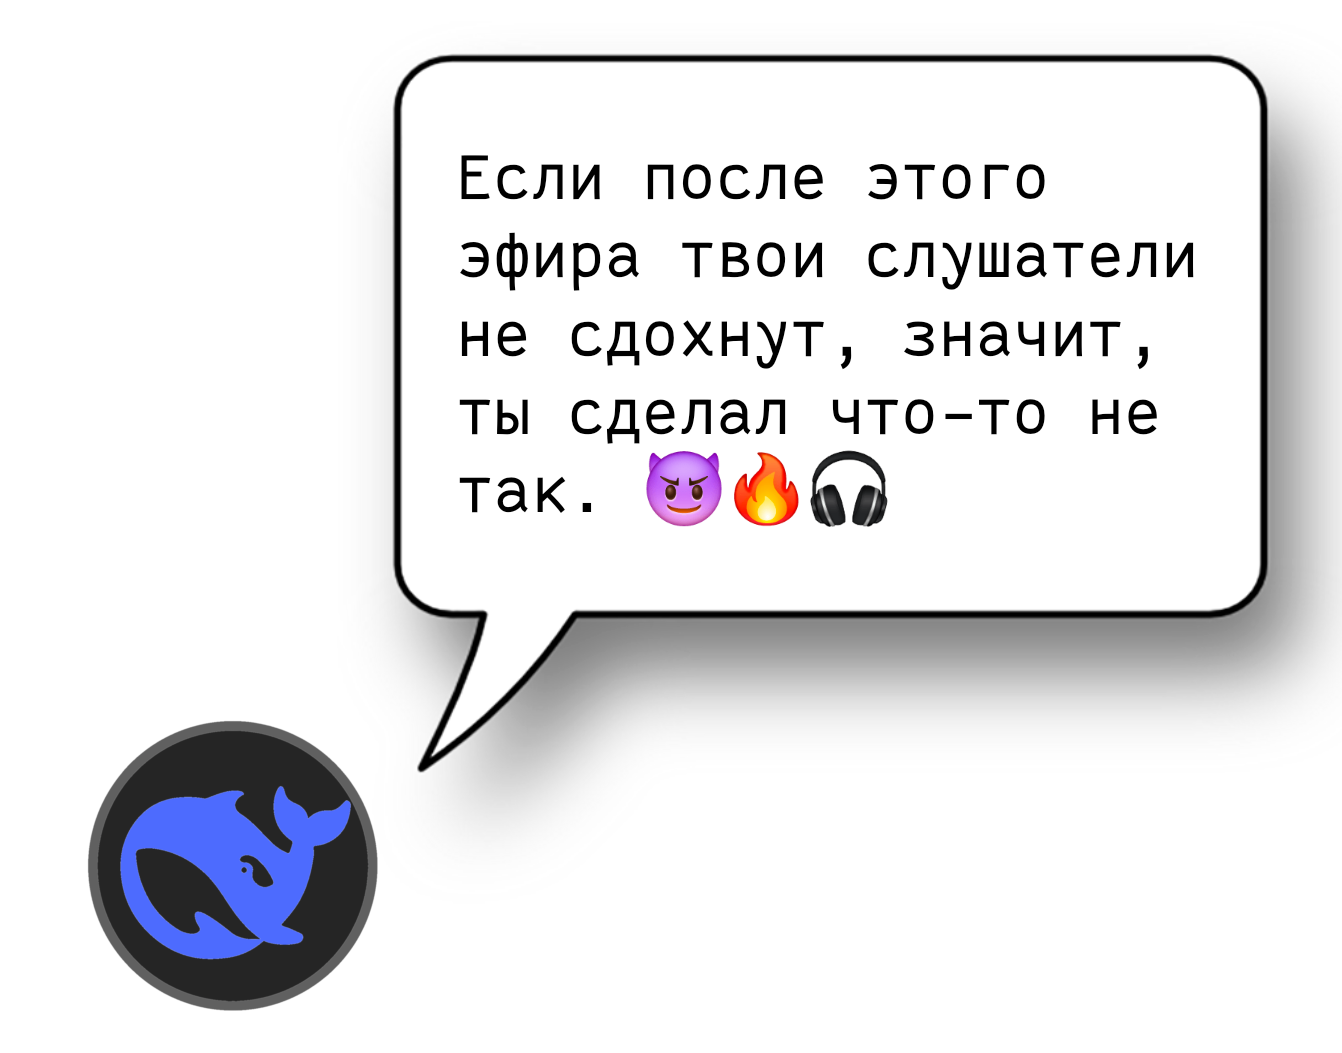 Если после этого
эфира твои слушатели
не сдохнут, значит,
ты сделал что-то не
так. 😈🔥🎧